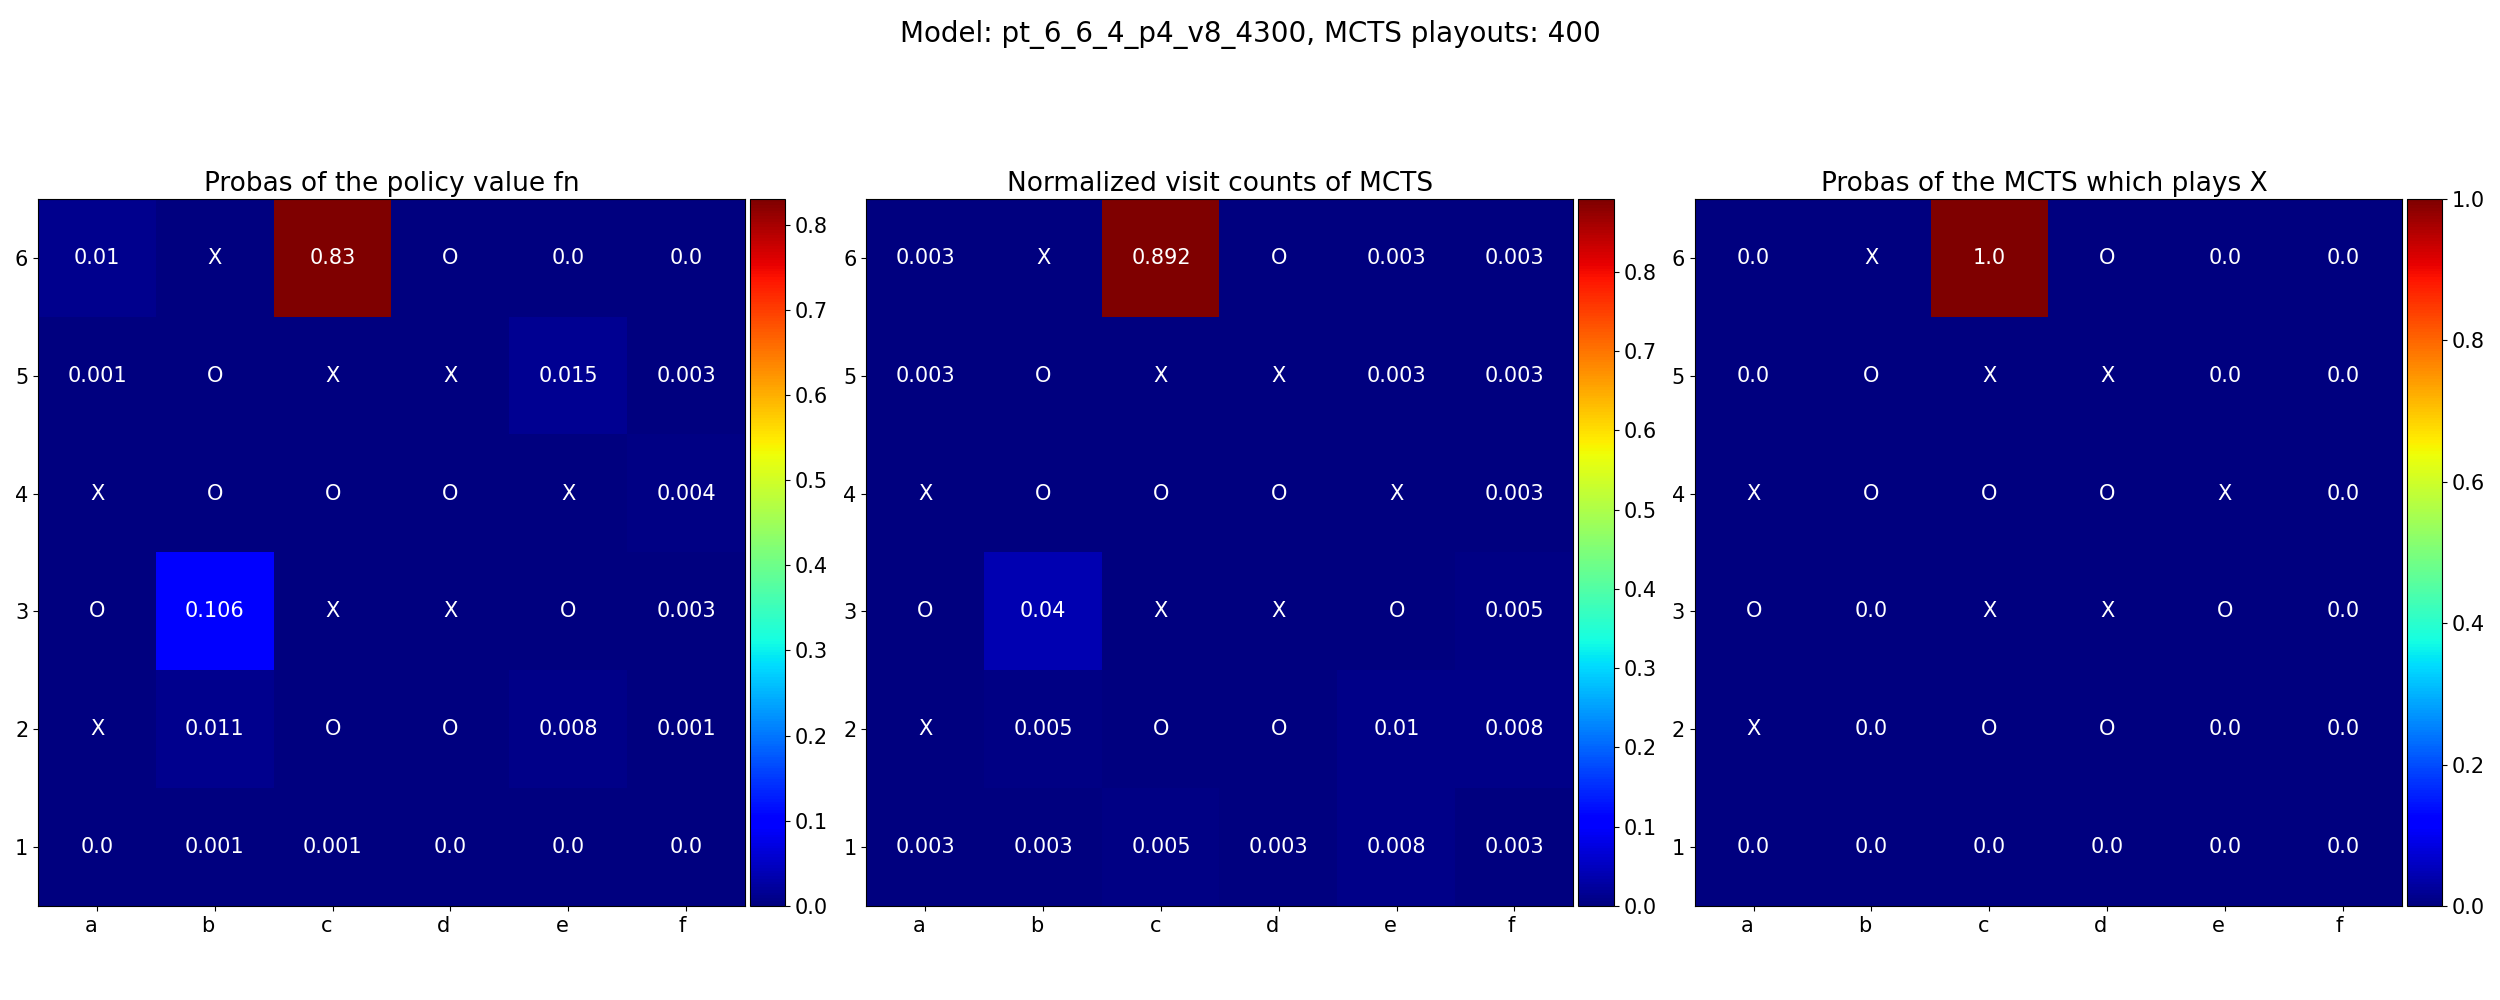 Model: pt_6_6_4_p4_v8_4300, MCTS playouts: 400
Probas of the policy value fn
6 0.01 X 0.83 O 0.0 0.0
5 0.001 O X X 0.015 0.003
4 X O O O X 0.004
3 O 0.106 X X O 0.003
2 X 0.011 O O 0.008 0.001
1 0.0 0.001 0.001 0.0 0.0 0.0
a b c d e f
0.8
0.7
0.6
0.5
0.4
0.3
0.2
0.1
0.0
Normalized visit counts of MCTS
6 0.003 X 0.892 O 0.003 0.003
5 0.003 O X X 0.003 0.003
4 X O O O X 0.003
3 O 0.04 X X O 0.005
2 X 0.005 O O 0.01 0.008
1 0.003 0.003 0.005 0.003 0.008 0.003
a b c d e f
0.8
0.7
0.6
0.5
0.4
0.3
0.2
0.1
0.0
Probas of the MCTS which plays X
6 0.0 X 1.0 O 0.0 0.0
5 0.0 O X X 0.0 0.0
4 X O O O X 0.0
3 O 0.0 X X O 0.0
2 X 0.0 O O 0.0 0.0
1 0.0 0.0 0.0 0.0 0.0 0.0
a b c d e f
1.0
0.8
0.6
0.4
0.2
0.0